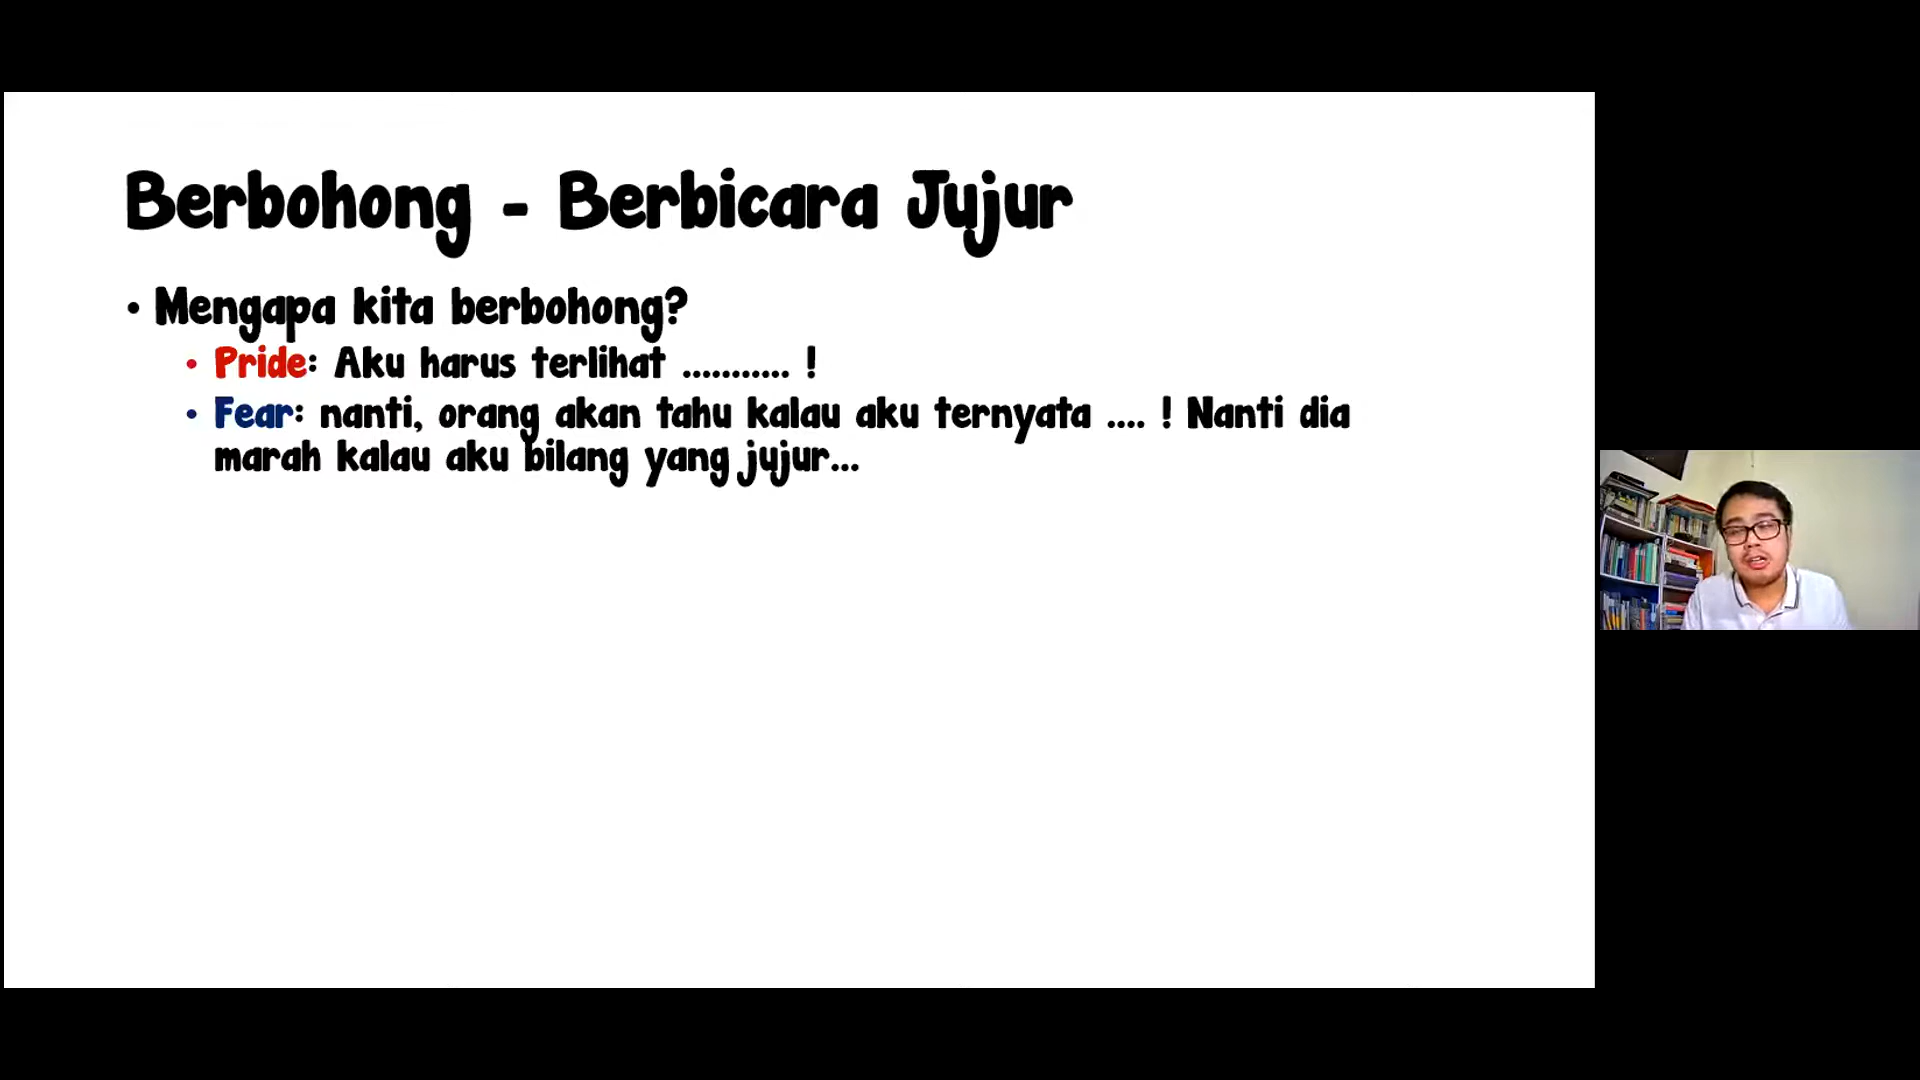 Berbohong - Berbicara Jujur
• Mengapa kita berbohong?
• Pride: Aku harus terlihat ........... !
• Fear: nanti, orang akan tahu kalau aku ternyata .... ! Nanti dia
marah kalau aku bilang yang jujur...